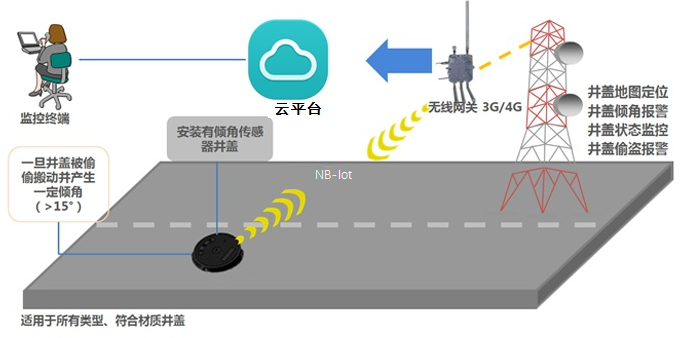 监控终端
云平台
无线网关 3G/4G
井盖地图定位
井盖倾角报警
井盖状态监控
井盖偷盗报警
安装有倾角传感
器井盖
一旦井盖被偷
偷搬动并产生
一定倾角
（>15°）
NB-Iot
适用于所有类型、符合材质井盖